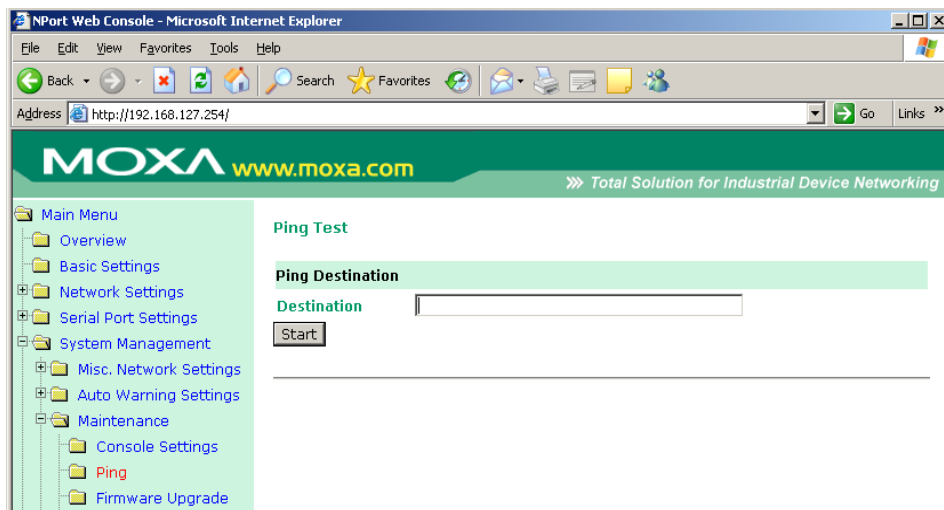 NPort Web Console - Microsoft Internet Explorer
File Edit View Favorites Tools Help
Back Search Favorites
Address http://192.168.127.254/ Go Links »
MOXA www.moxa.com
Total Solution for Industrial Device Networking
Main Menu
Overview
Basic Settings
Network Settings
Serial Port Settings
System Management
Misc. Network Settings
Auto Warning Settings
Maintenance
Console Settings
Ping
Firmware Upgrade
Ping Test
Ping Destination
Destination
Start